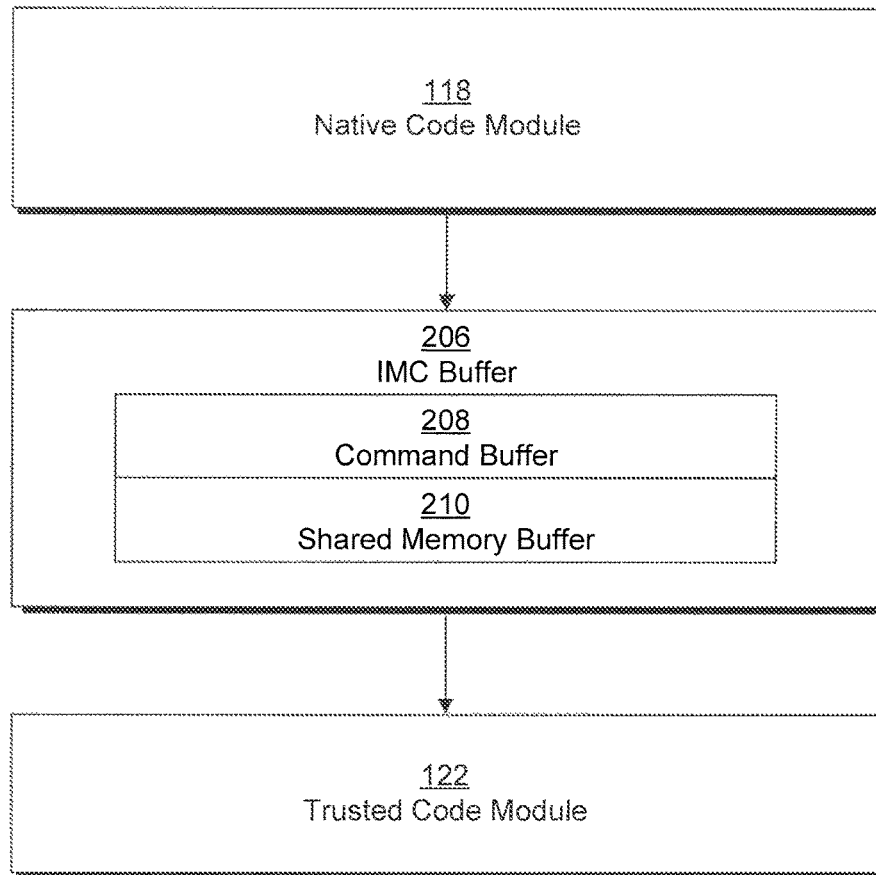 118
Native Code Module
206
IMC Buffer
208
Command Buffer
210
Shared Memory Buffer
122
Trusted Code Module